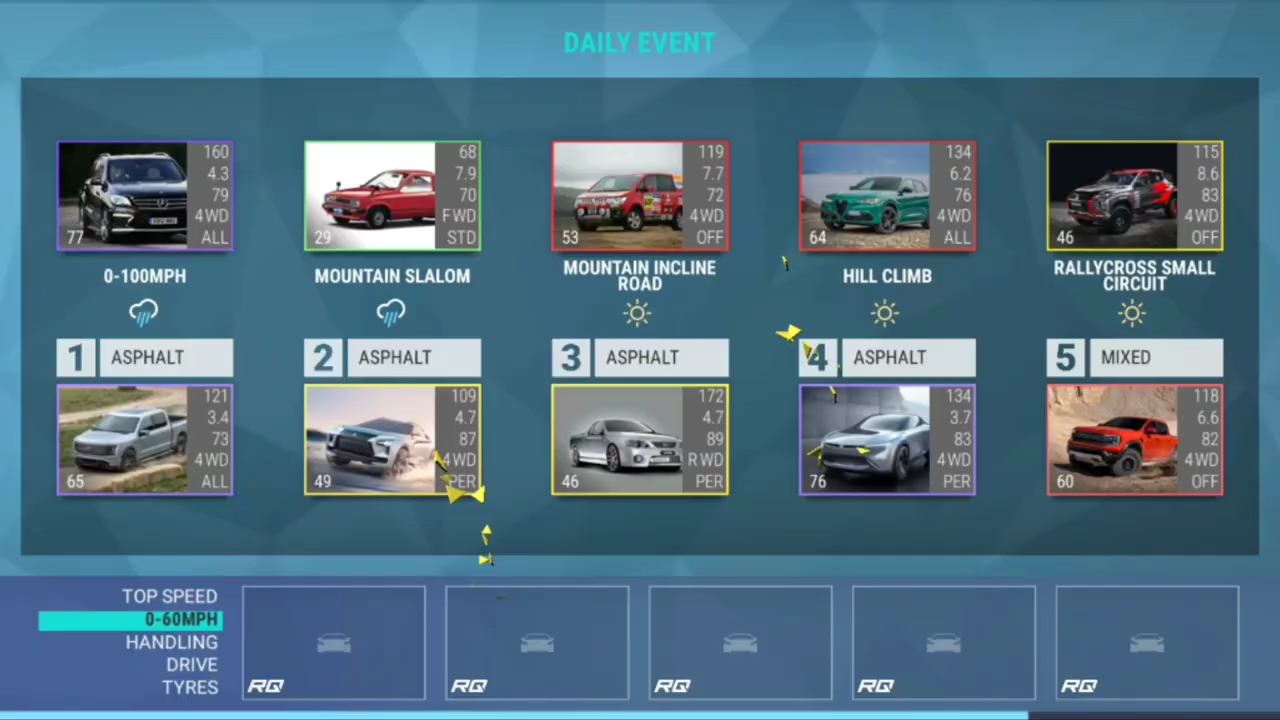 DAILY EVENT
160
4.3
79
4WD
ALL
77
68
7.9
70
FWD
STD
29
119
7.7
72
4WD
OFF
53
134
6.2
76
4WD
ALL
64
115
8.6
83
4WD
OFF
46
0-100MPH
MOUNTAIN SLALOM
MOUNTAIN INCLINE
ROAD
HILL CLIMB
RALLYCROSS SMALL
CIRCUIT
1 ASPHALT
2 ASPHALT
3 ASPHALT
4 ASPHALT
5 MIXED
121
3.4
73
4WD
ALL
65
109
4.7
87
4WD
PER
49
172
4.7
89
RWD
PER
46
134
3.7
83
4WD
PER
76
118
6.6
82
4WD
OFF
60
TOP SPEED
0-60MPH
HANDLING
DRIVE
TYRES
RQ
RQ
RQ
RQ
RQ